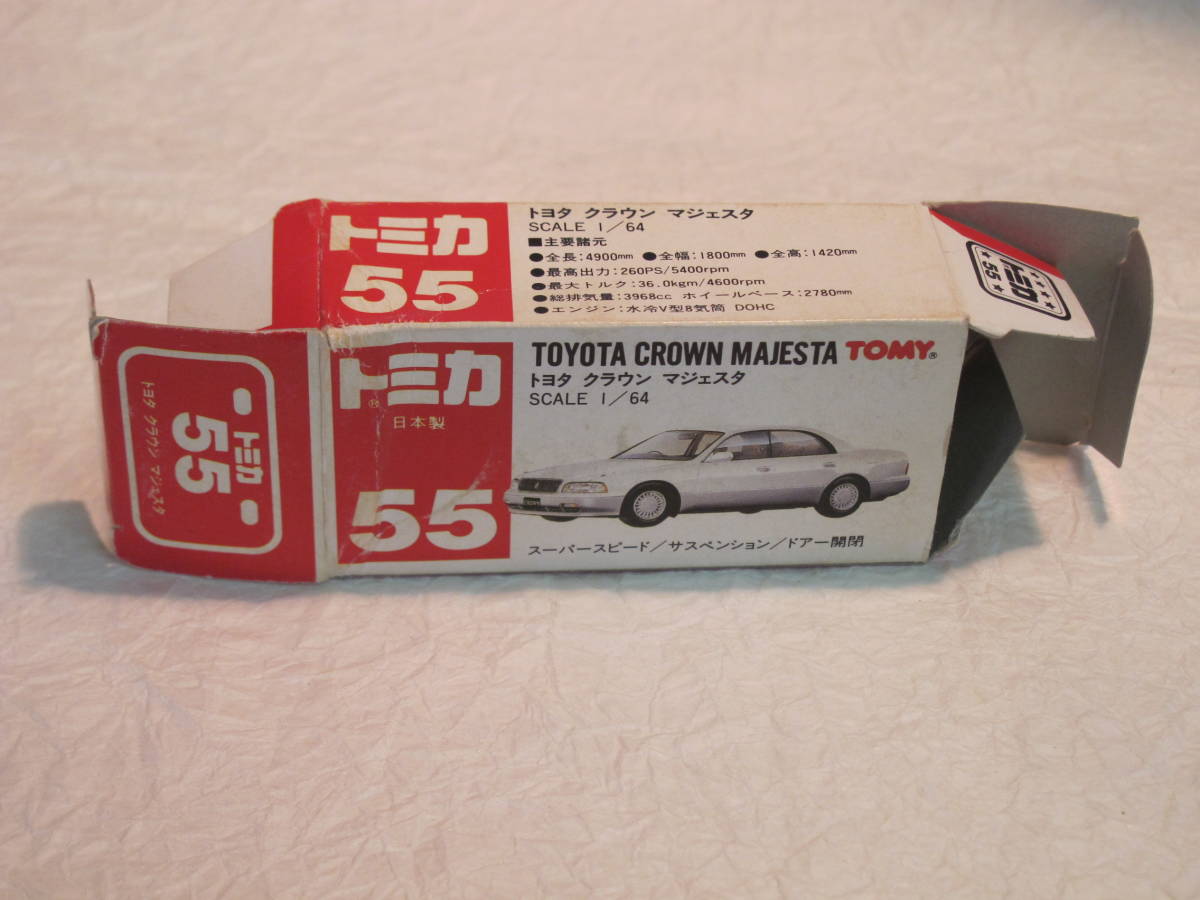 トミカ
55
トヨタ クラウン マジェスタ
SCALE 1/64
■主要諸元
●全長:4900mm ●全幅:1800mm ●全高:1420mm
●最高出力:260PS/5400rpm
●最大トルク:36.0kgm/4600rpm
●総排気量:3968cc ホイールベース:2780mm
●エンジン:水冷V型8気筒 DOHC
トミカ
55
トミカ
55
トヨタ クラウン マジェスタ
トミカ®
日本製
55
TOYOTA CROWN MAJESTA TOMY®
トヨタ クラウン マジェスタ
SCALE 1/64
スーパースピード/サスペンション/ドアー開閉